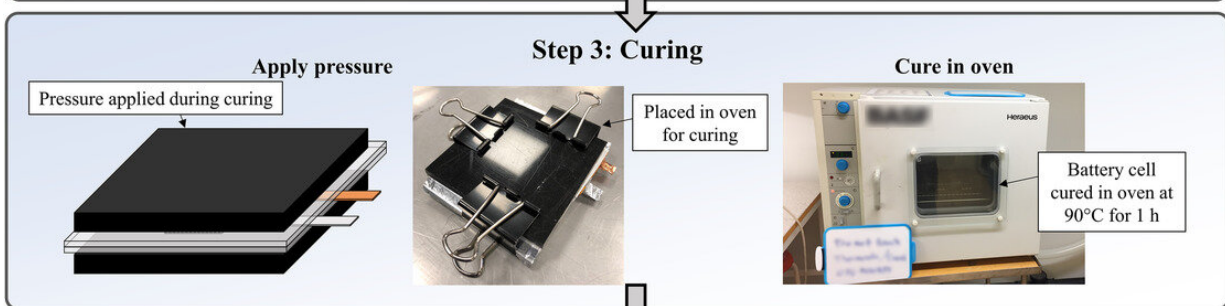 Step 3: Curing
Apply pressure
Cure in oven
Pressure applied during curing
Placed in oven
for curing
Heraeus
Battery cell
cured in oven at
90°C for 1 h